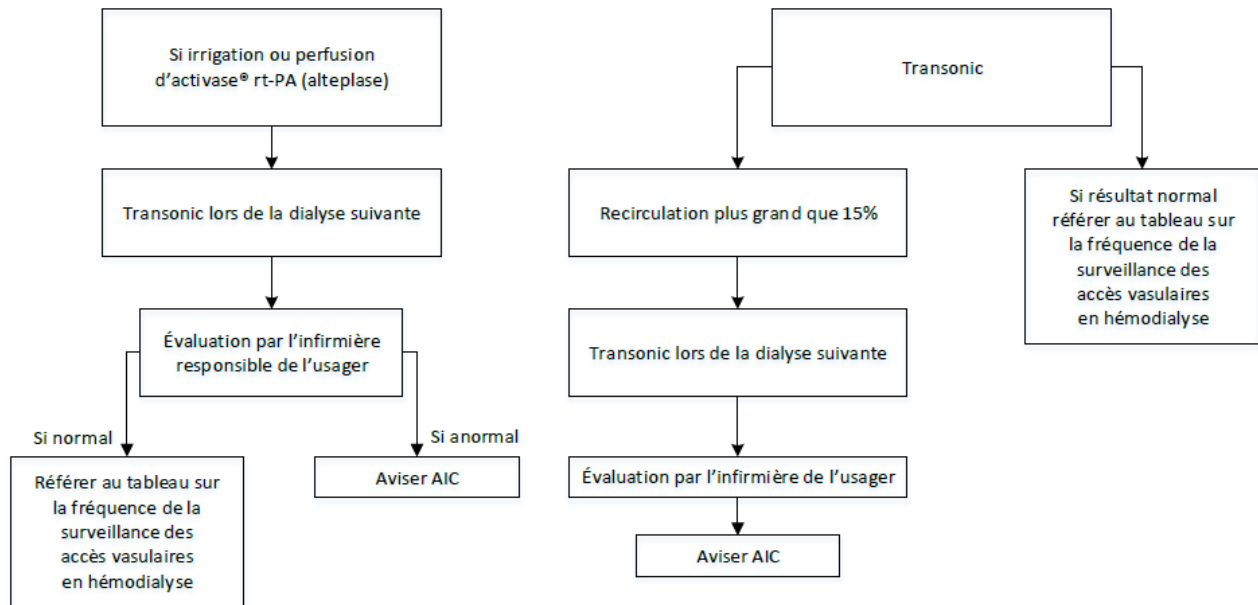 Si irrigation ou perfusion
d'activase® rt-PA (alteplase)
Transonic lors de la dialyse suivante
Évaluation par l'infirmière
responsible de l'usager
Si normal
Si anormal
Référer au tableau sur
la fréquence de la
surveillance des
accès vasulaires
en hémodialyse
Aviser AIC
Transonic
Recirculation plus grand que 15%
Transonic lors de la dialyse suivante
Évaluation par l'infirmière de l'usager
Aviser AIC
Si résultat normal
référer au tableau sur
la fréquence de la
surveillance des
accès vasulaires
en hémodialyse